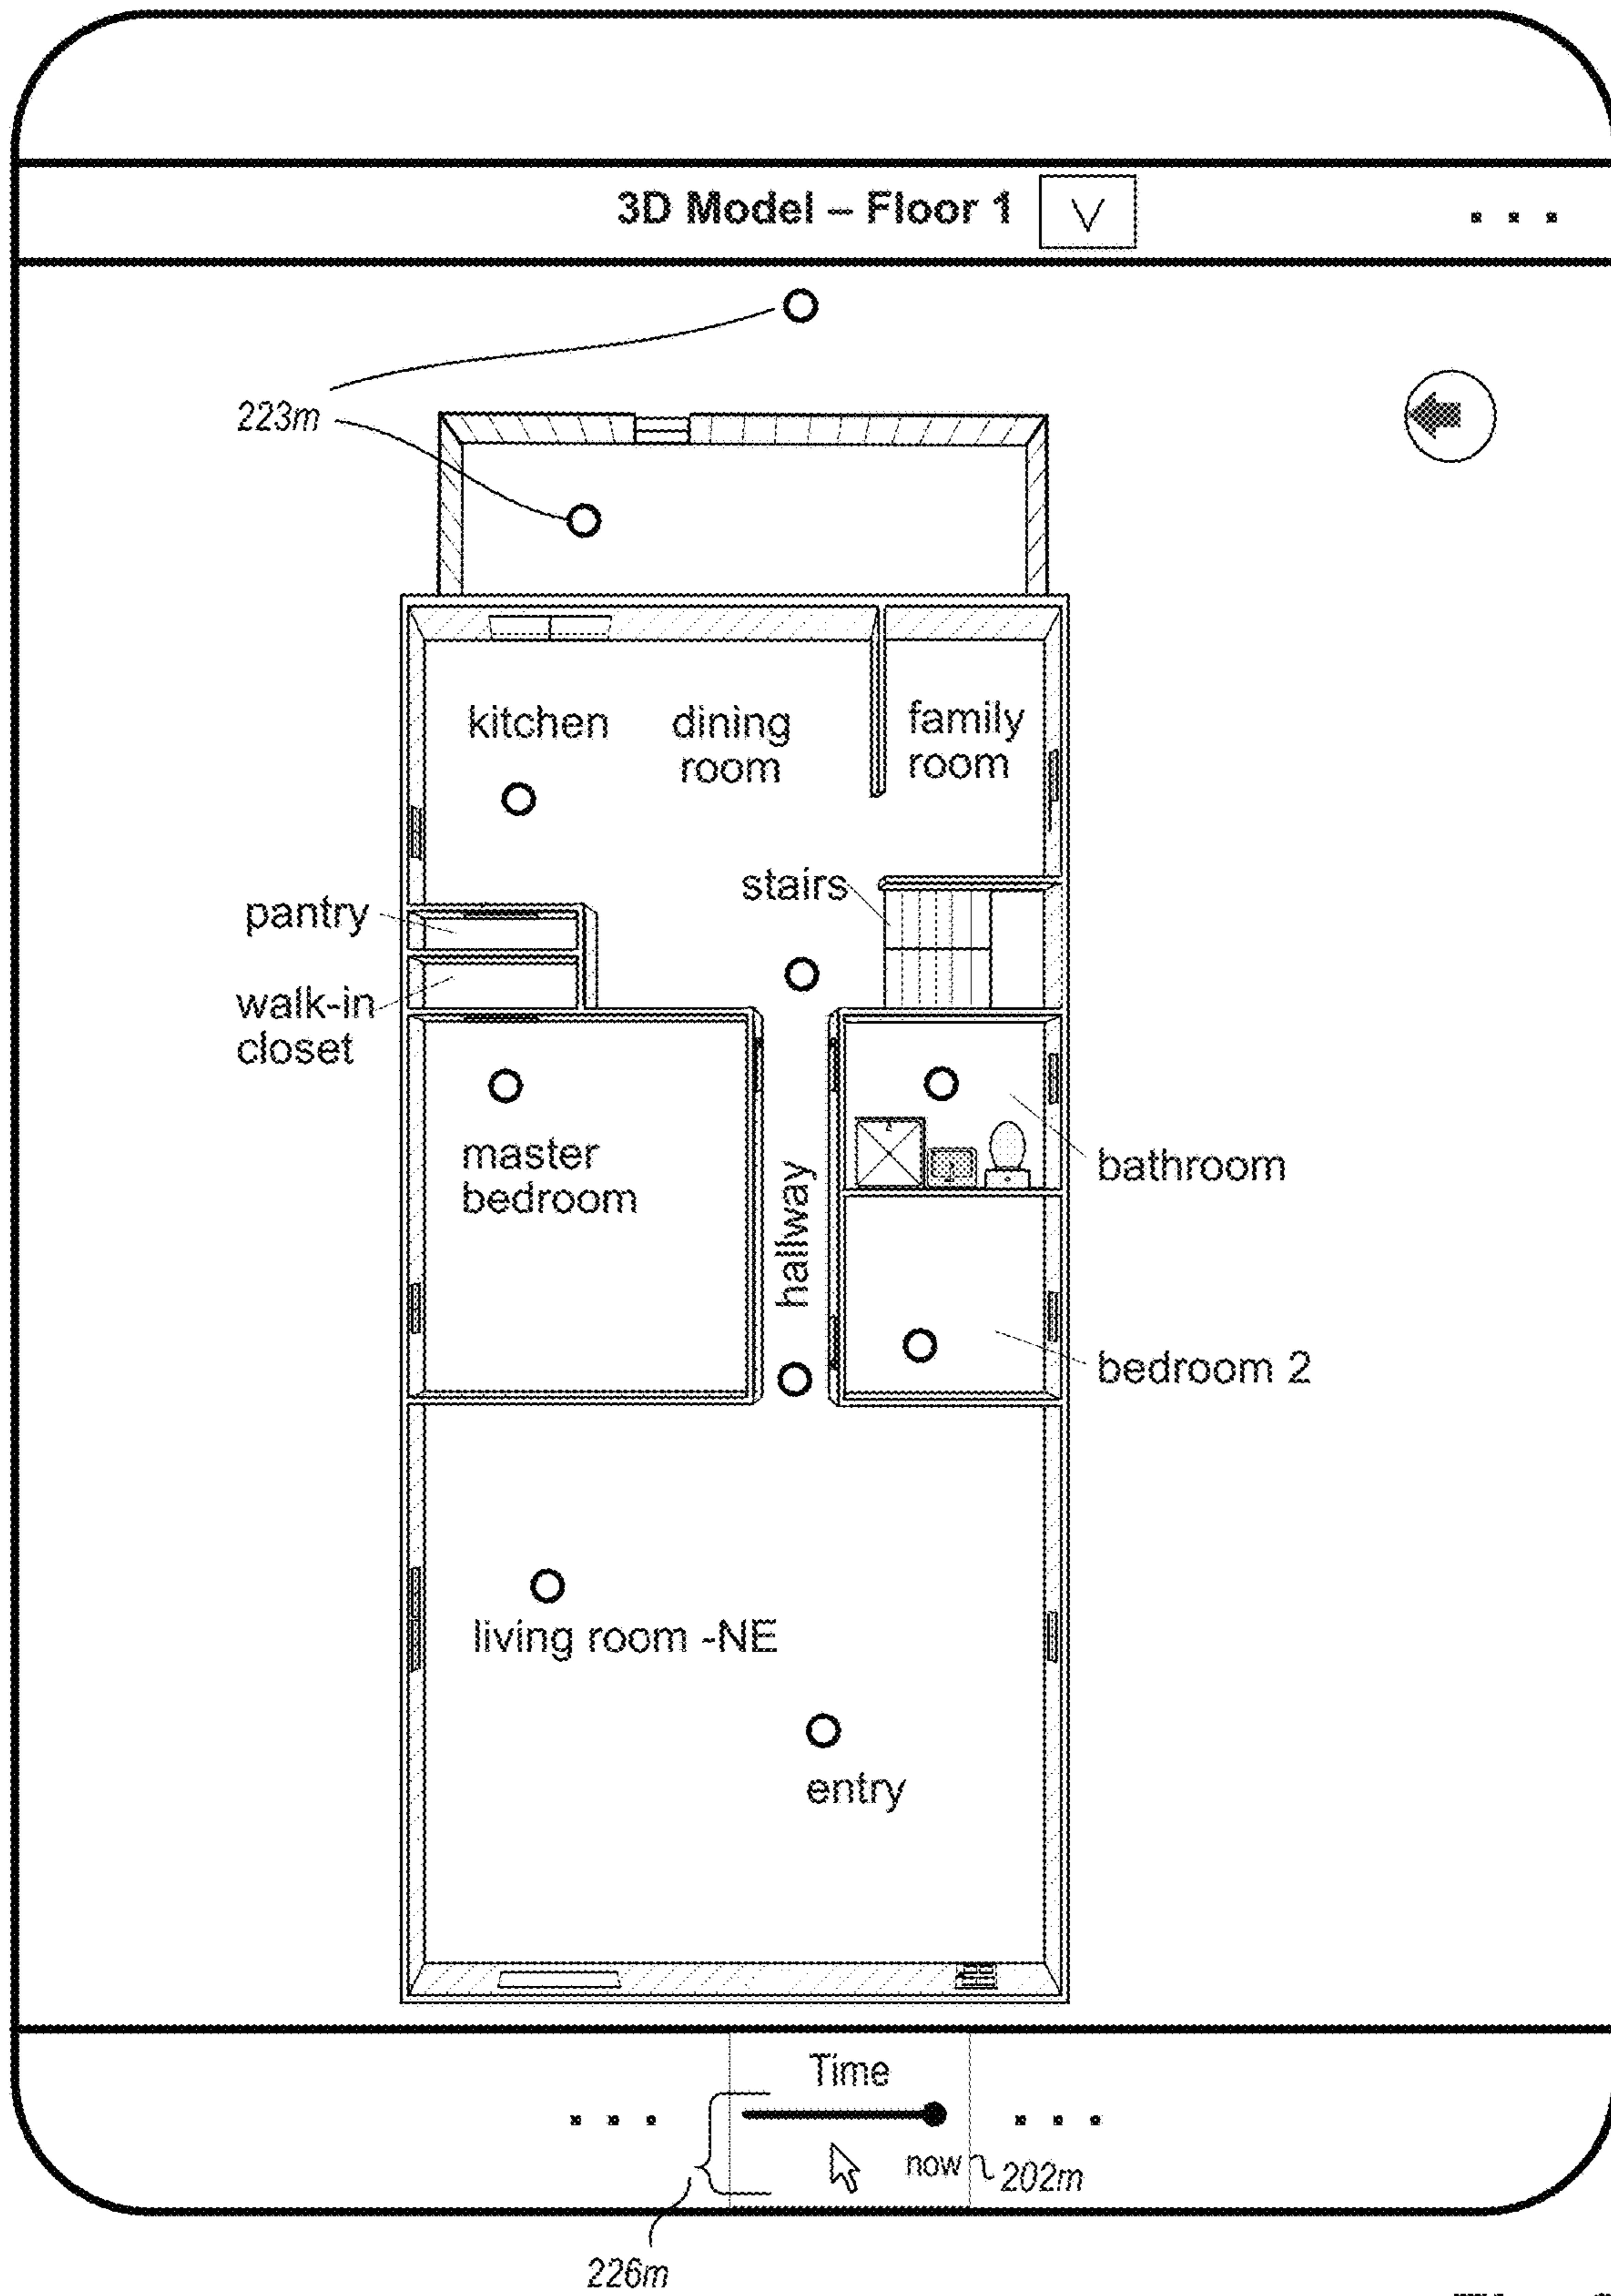 3D Model – Floor 1 V
. . .
223m
kitchen
dining
room
family
room
stairs
pantry
walk-in
closet
master
bedroom
hallway
bathroom
bedroom 2
living room -NE
entry
Time
. . .
. . .
now
202m
226m